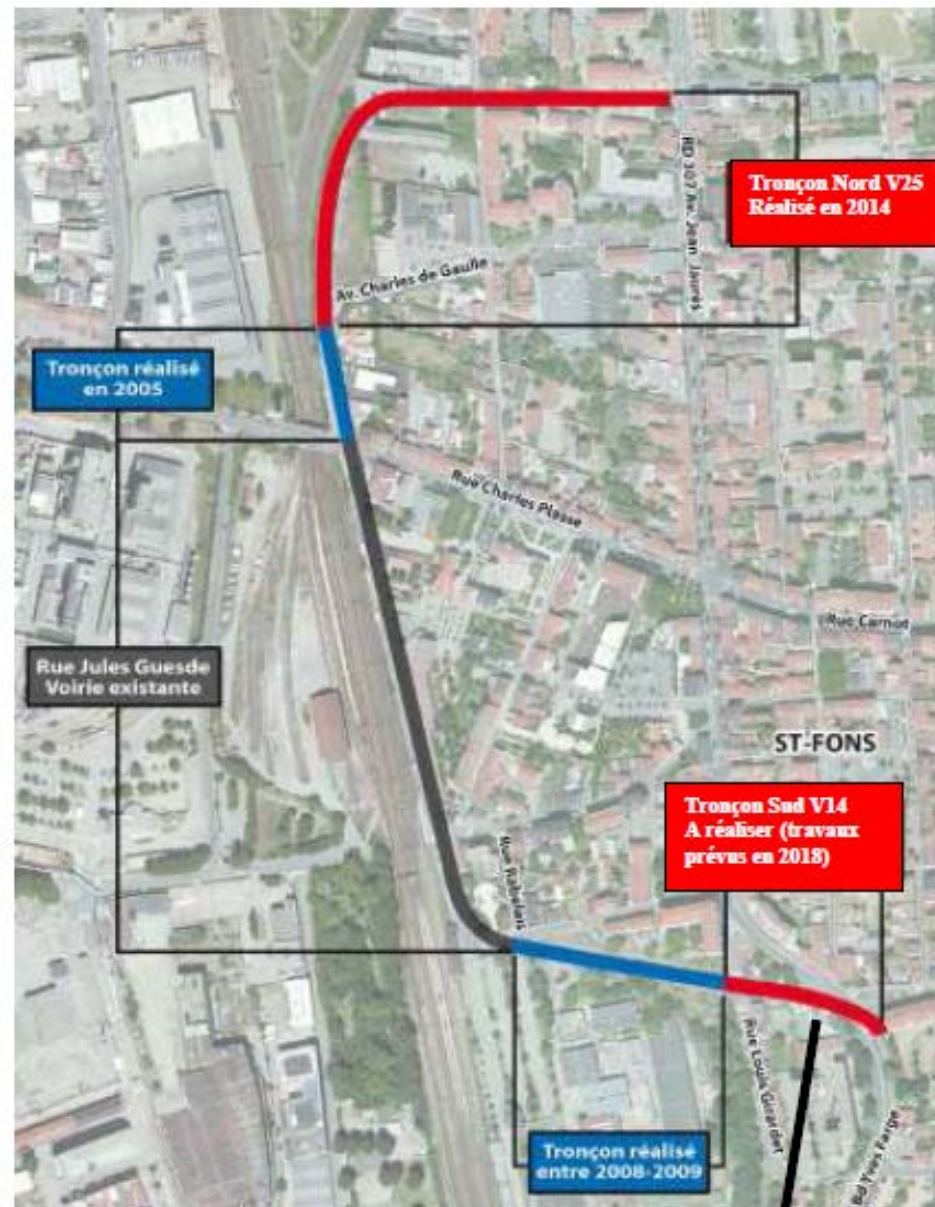 Tronçon Nord V25
Réalisé en 2014
RD 307 Av. Jean Jaurès
Av. Charles de Gaulle
Tronçon réalisé
en 2005
Rue Charles Plasse
Rue Carnot
Rue Jules Guesde
Voirie existante
ST-FONS
Tronçon Sud V14
A réaliser (travaux
prévus en 2018)
Rue Rabelais
Rue Louis Girardet
Bd Yves Farge
Tronçon réalisé
entre 2008-2009